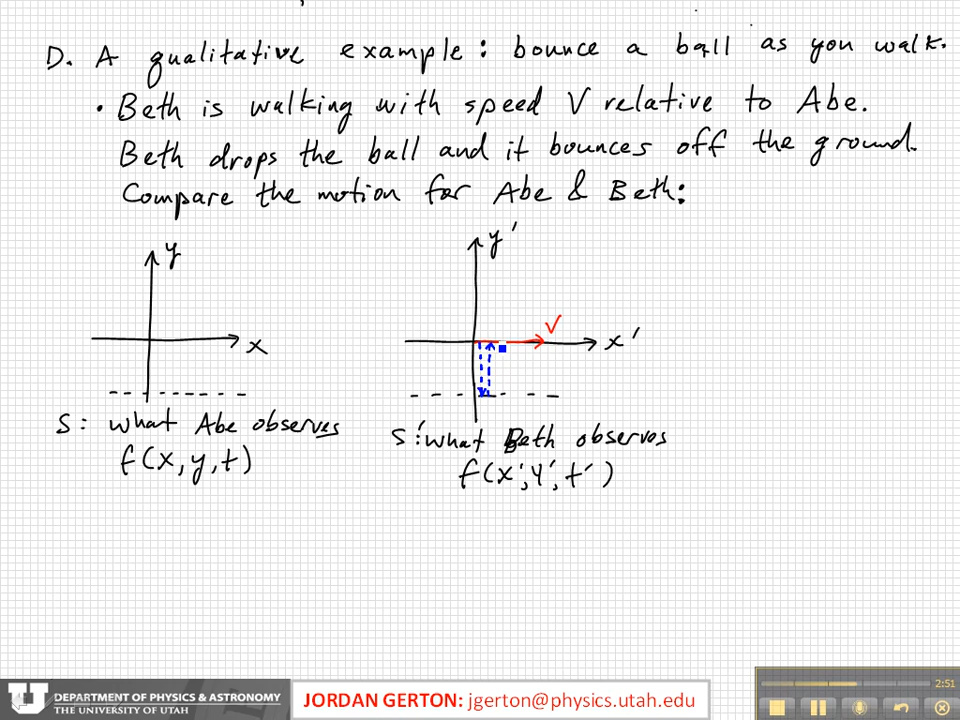 D. A qualitative example: bounce a ball as you walk.
• Beth is walking with speed V relative to Abe.
Beth drops the ball and it bounces off the ground.
Compare the motion for Abe & Beth:
y
y'
x
V
x'
S: what Abe observes
f(x, y, t)
S': what Beth observes
f(x', y', t')
U
DEPARTMENT OF PHYSICS & ASTRONOMY
THE UNIVERSITY OF UTAH
JORDAN GERTON: jgerton@physics.utah.edu
2:51